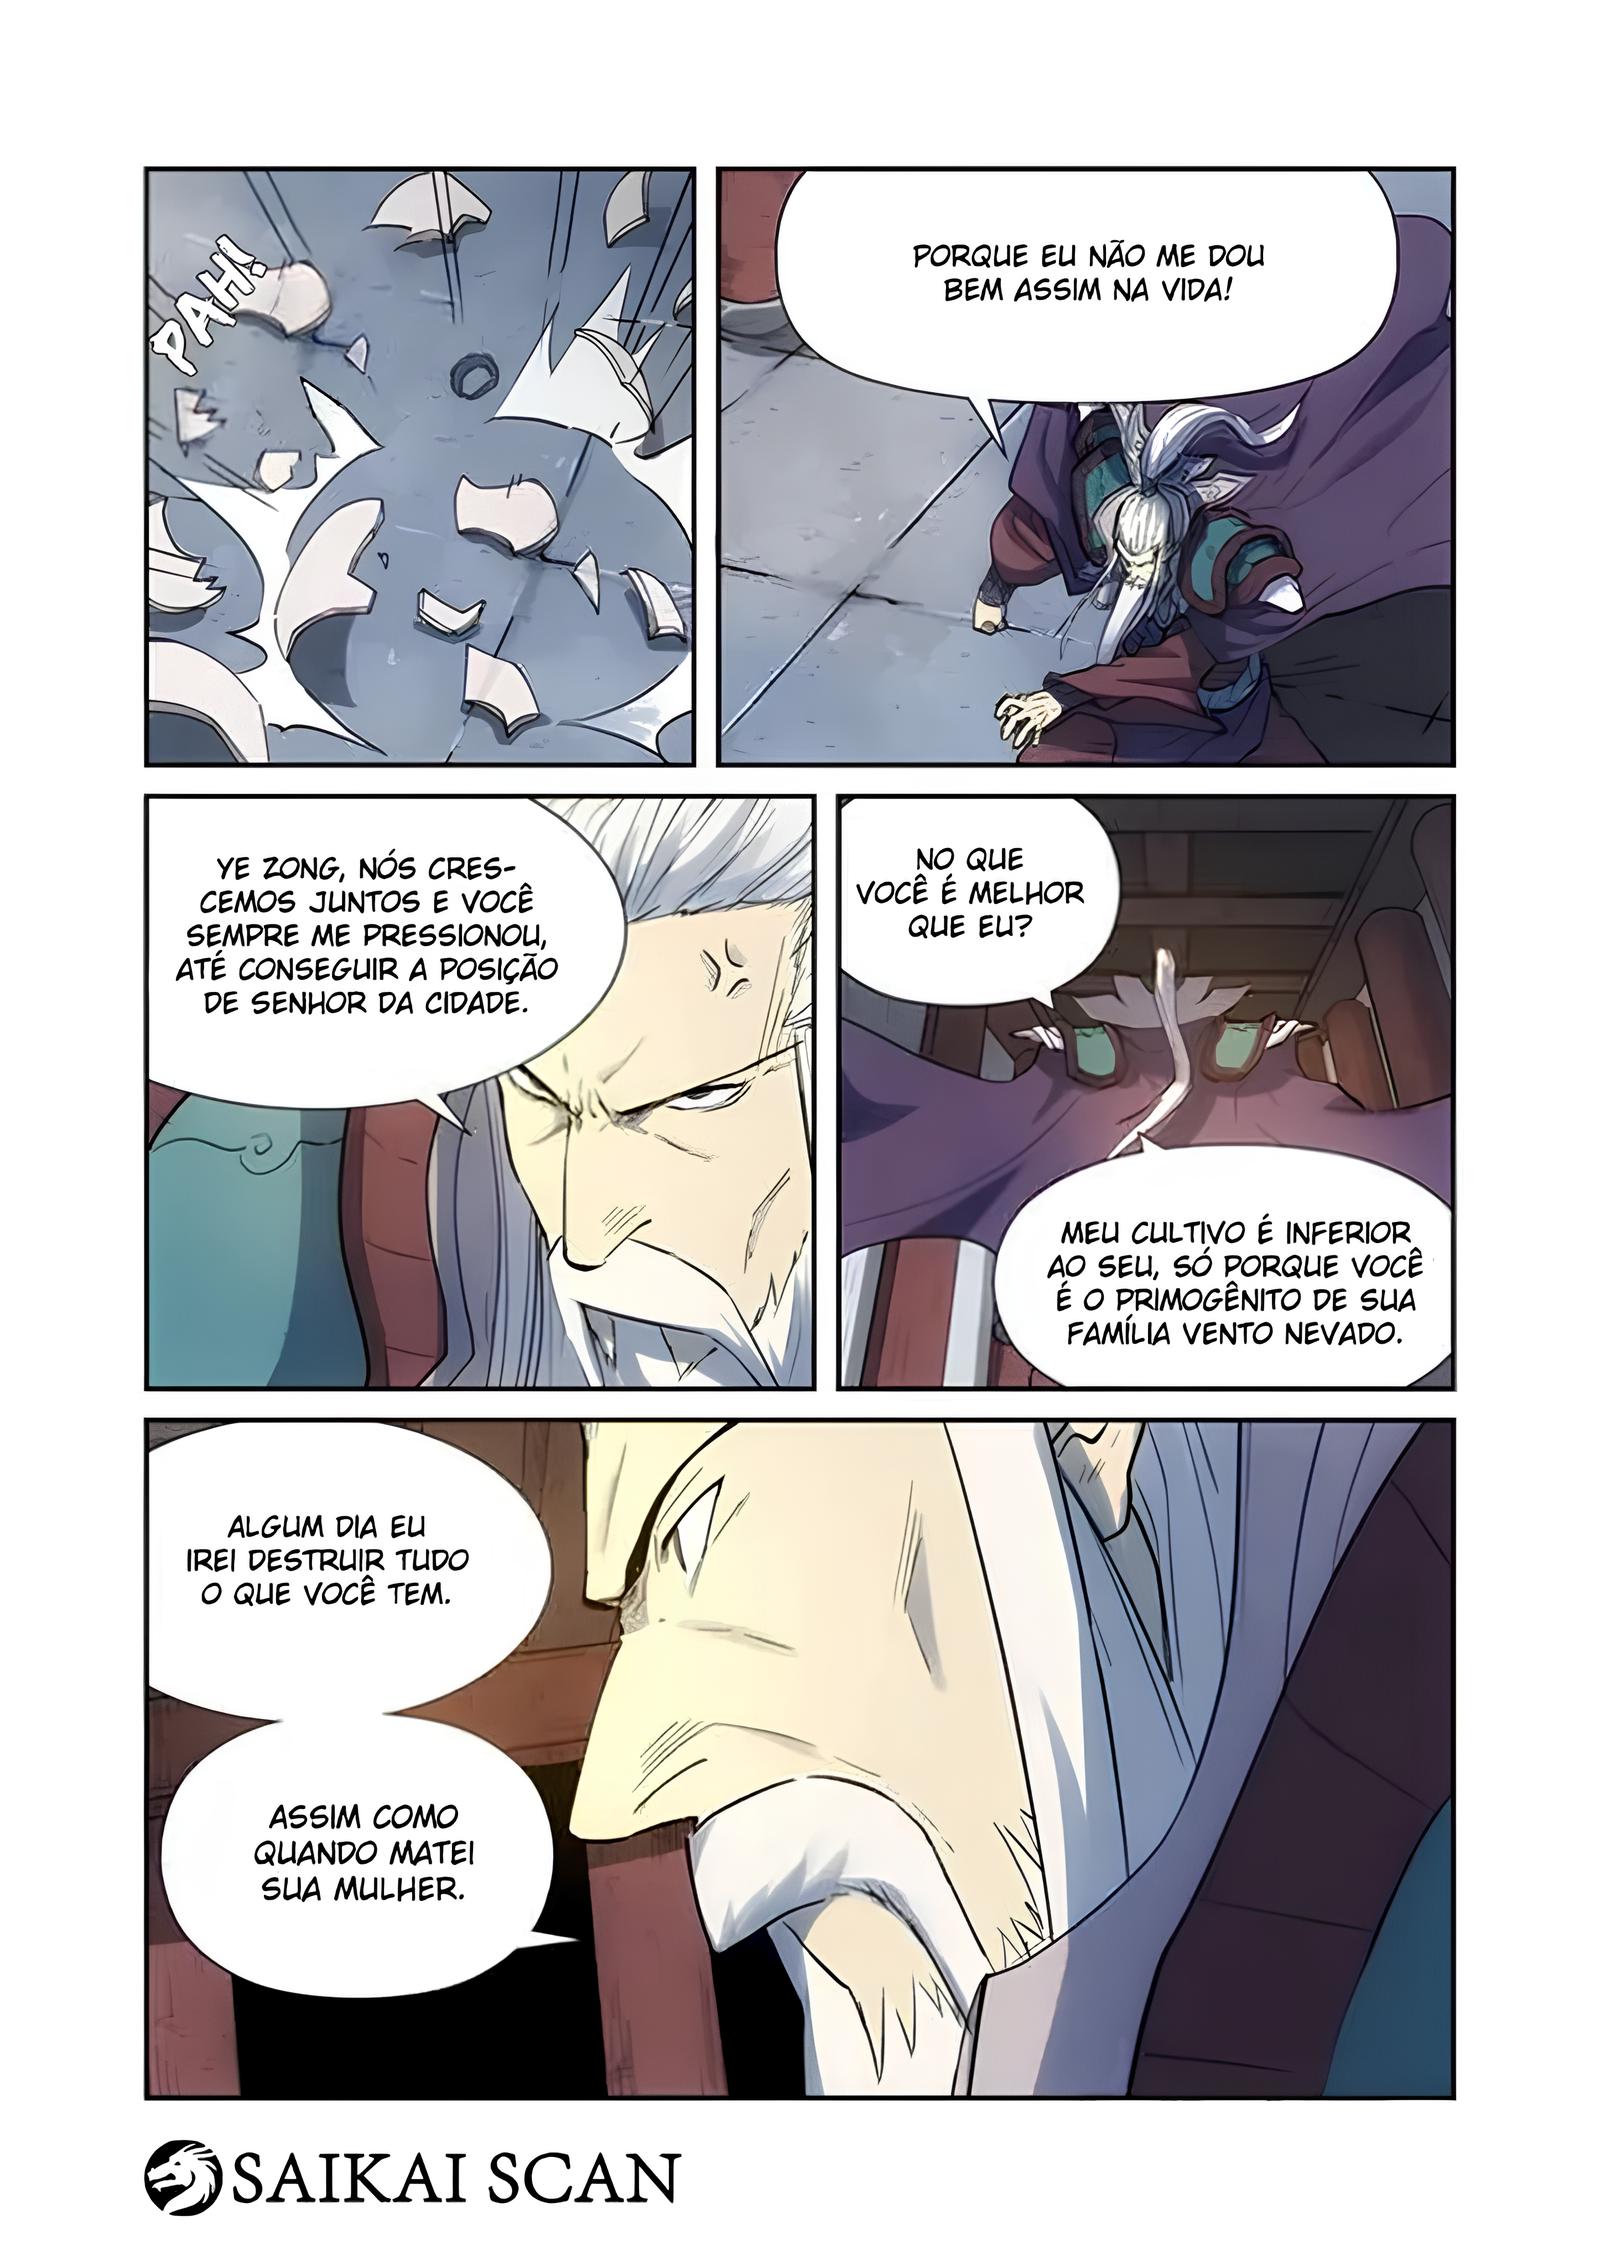 PAH!
PORQUE EU NÃO ME DOU
BEM ASSIM NA VIDA!
YE ZONG, NÓS CRES-
CEMOS JUNTOS E VOCÊ
SEMPRE ME PRESSIONOU,
ATÉ CONSEGUIR A POSIÇÃO
DE SENHOR DA CIDADE.
NO QUE
VOCÊ É MELHOR
QUE EU?
MEU CULTIVO É INFERIOR
AO SEU, SÓ PORQUE VOCÊ
É O PRIMOGÊNITO DE SUA
FAMÍLIA VENTO NEVADO.
ALGUM DIA EU
IREI DESTRUIR TUDO
O QUE VOCÊ TEM.
ASSIM COMO
QUANDO MATEI
SUA MULHER.
SAIKAI SCAN